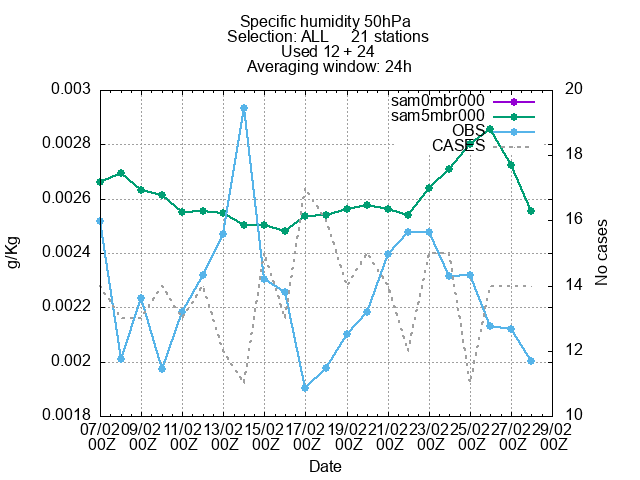 Specific humidity 50hPa
Selection: ALL 21 stations
Used 12 + 24
Averaging window: 24h
0.003
0.0028
0.0026
0.0024
0.0022
0.002
0.0018
g/Kg
20
18
16
14
12
10
No cases
sam0mbr000
sam5mbr000
OBS
CASES
07/02 09/02 11/02 13/02 15/02 17/02 19/02 21/02 23/02 25/02 27/02 29/02
00Z 00Z 00Z 00Z 00Z 00Z 00Z 00Z 00Z 00Z 00Z 00Z
Date